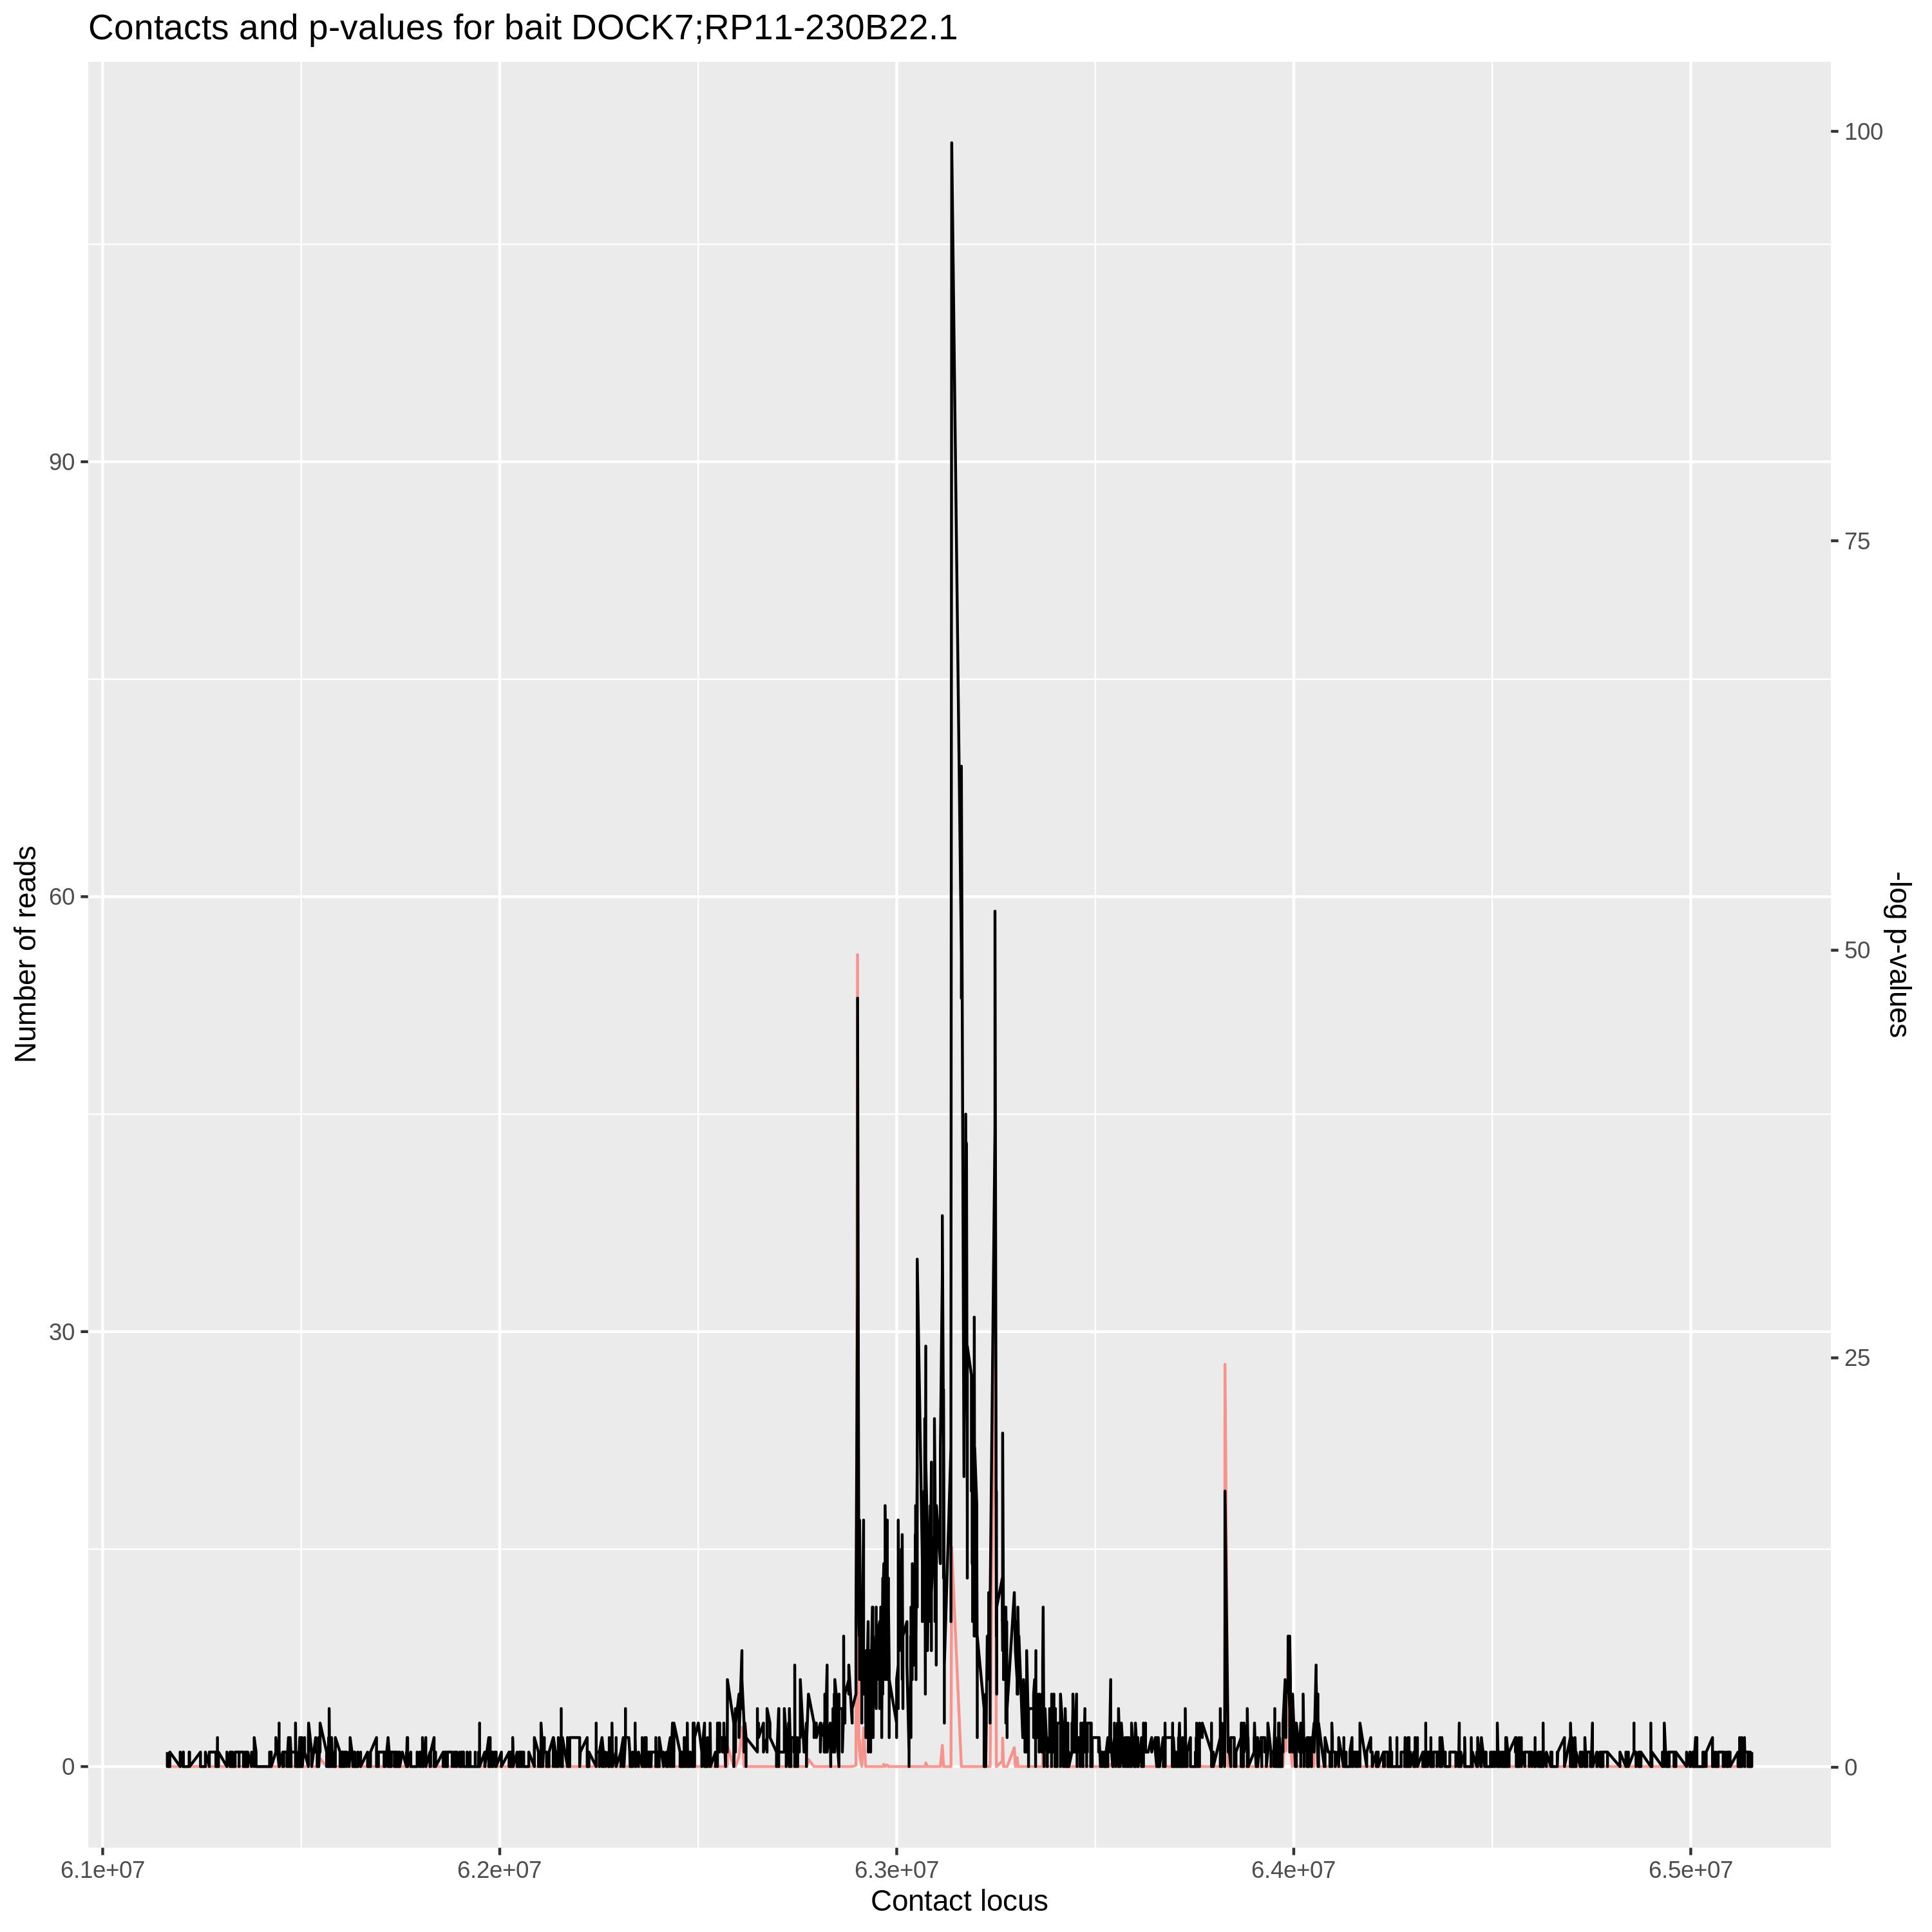 Contacts and p-values for bait DOCK7;RP11-230B22.1
100
90
75
60
50
30
25
0
0
Number of reads
-log p-values
6.1e+07
6.2e+07
6.3e+07
6.4e+07
6.5e+07
Contact locus